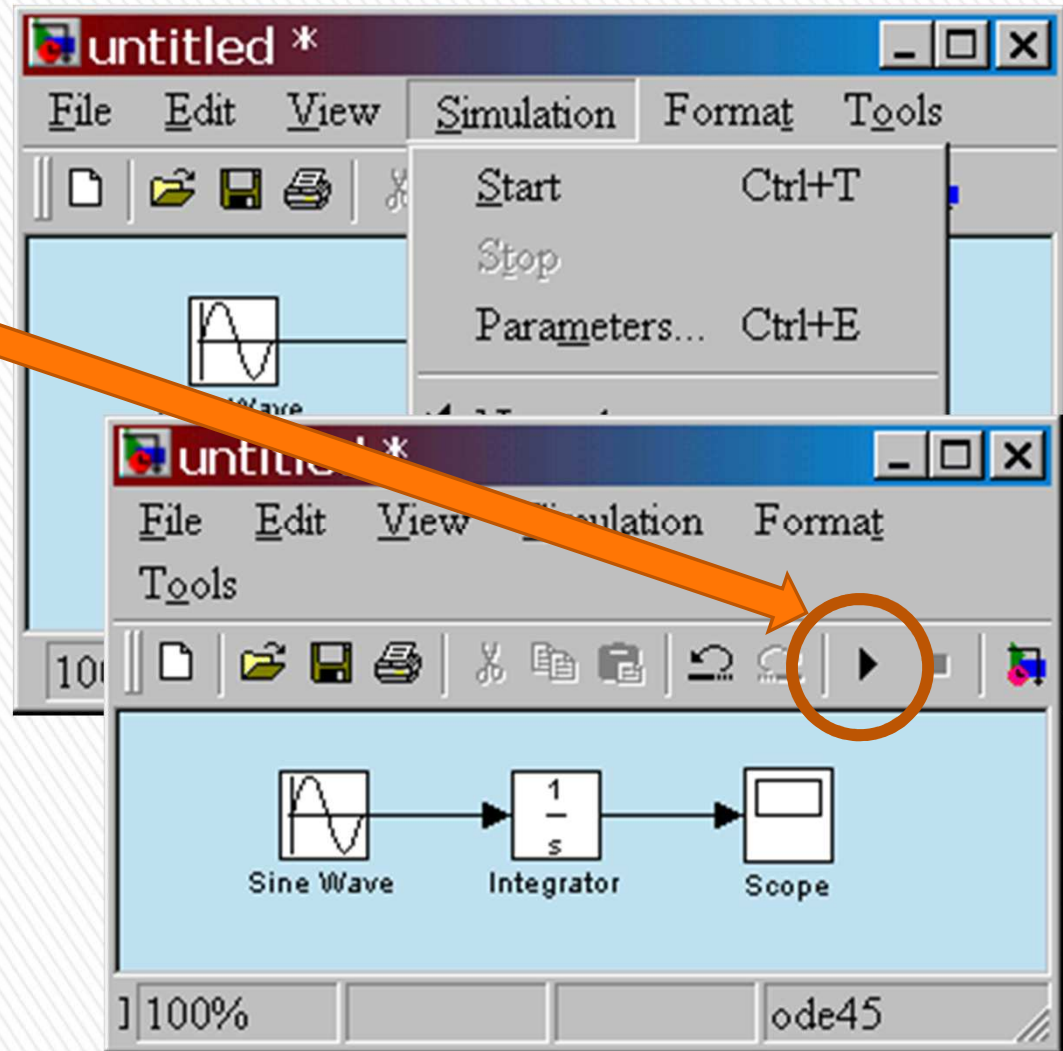 untitled *
File Edit View Simulation Format Tools
Start Ctrl+T
Stop
Parameters... Ctrl+E
untitled *
File Edit View Simulation Format
Tools
1
s
Sine Wave Integrator Scope
100% ode45